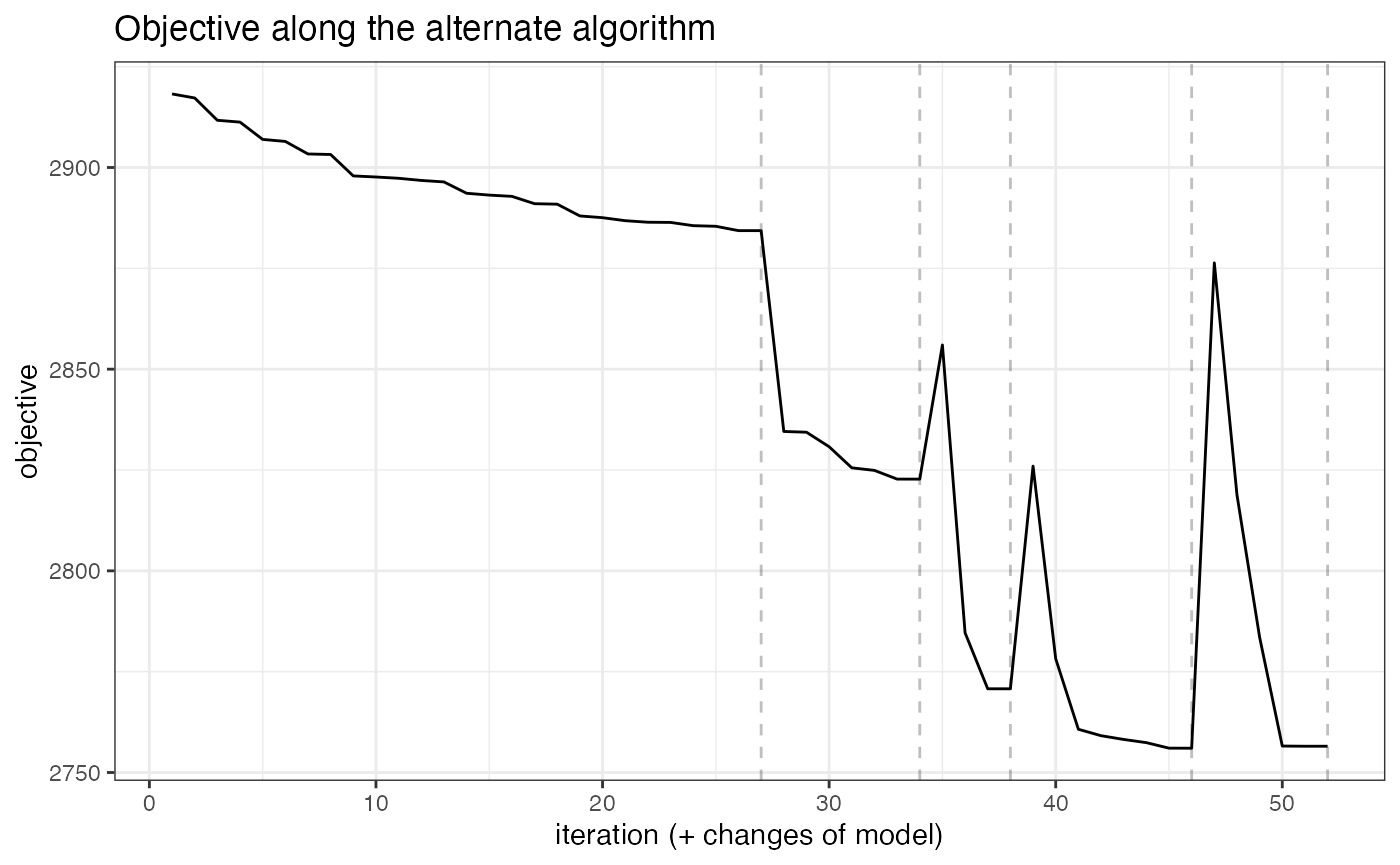 Objective along the alternate algorithm
objective
2900
2850
2800
2750
0 10 20 30 40 50
iteration (+ changes of model)